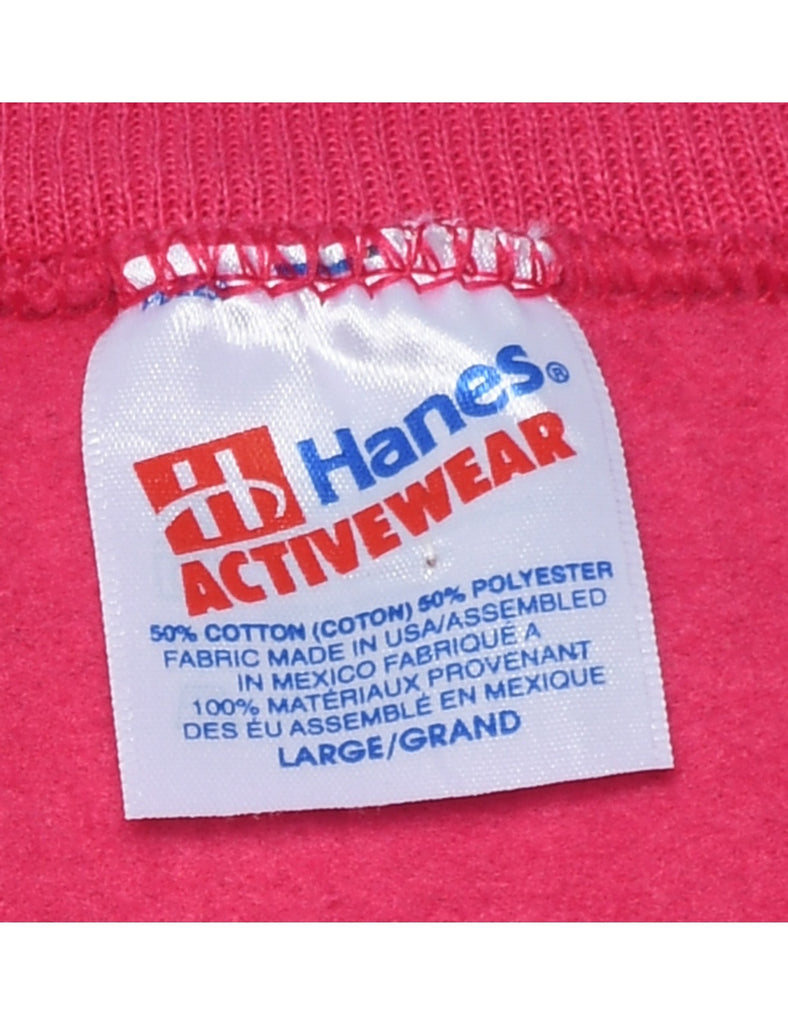 Hanes®
ACTIVEWEAR
50% COTTON (COTON) 50% POLYESTER
FABRIC MADE IN USA/ASSEMBLED
IN MEXICO FABRIQUÉ A
100% MATÉRIAUX PROVENANT
DES ÉU ASSEMBLÉ EN MEXIQUE
LARGE/GRAND